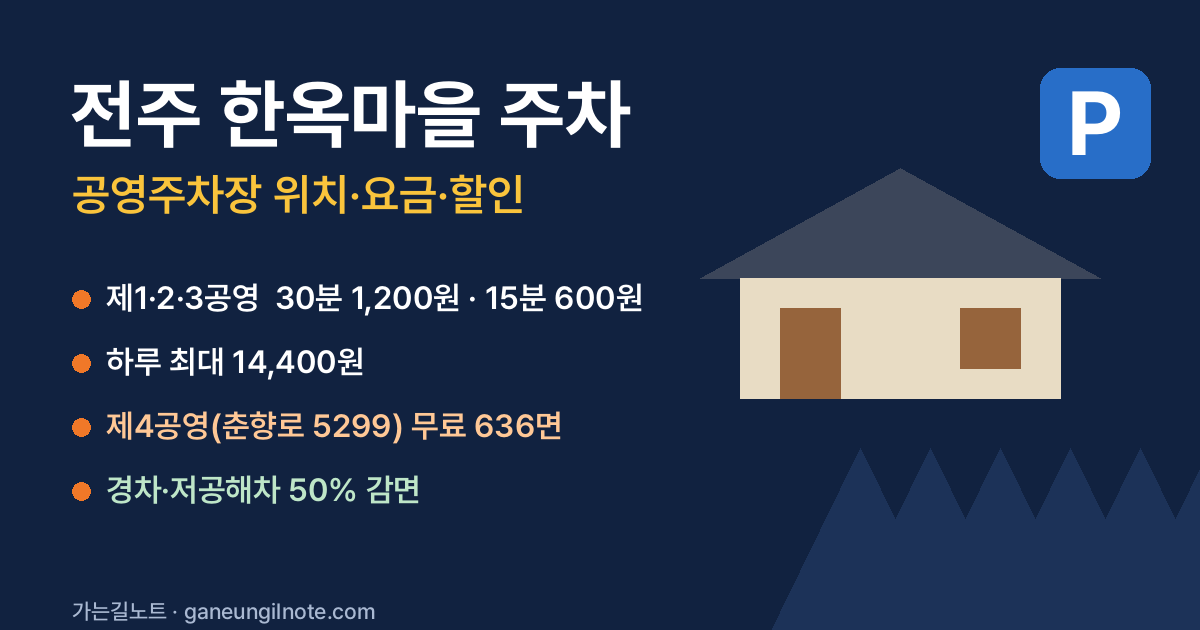 전주 한옥마을 주차
P
공영주차장 위치·요금·할인
제1·2·3공영  30분 1,200원 · 15분 600원
하루 최대 14,400원
제4공영(춘향로 5299) 무료 636면
경차·저공해차 50% 감면
가는길노트 · ganeungilnote.com